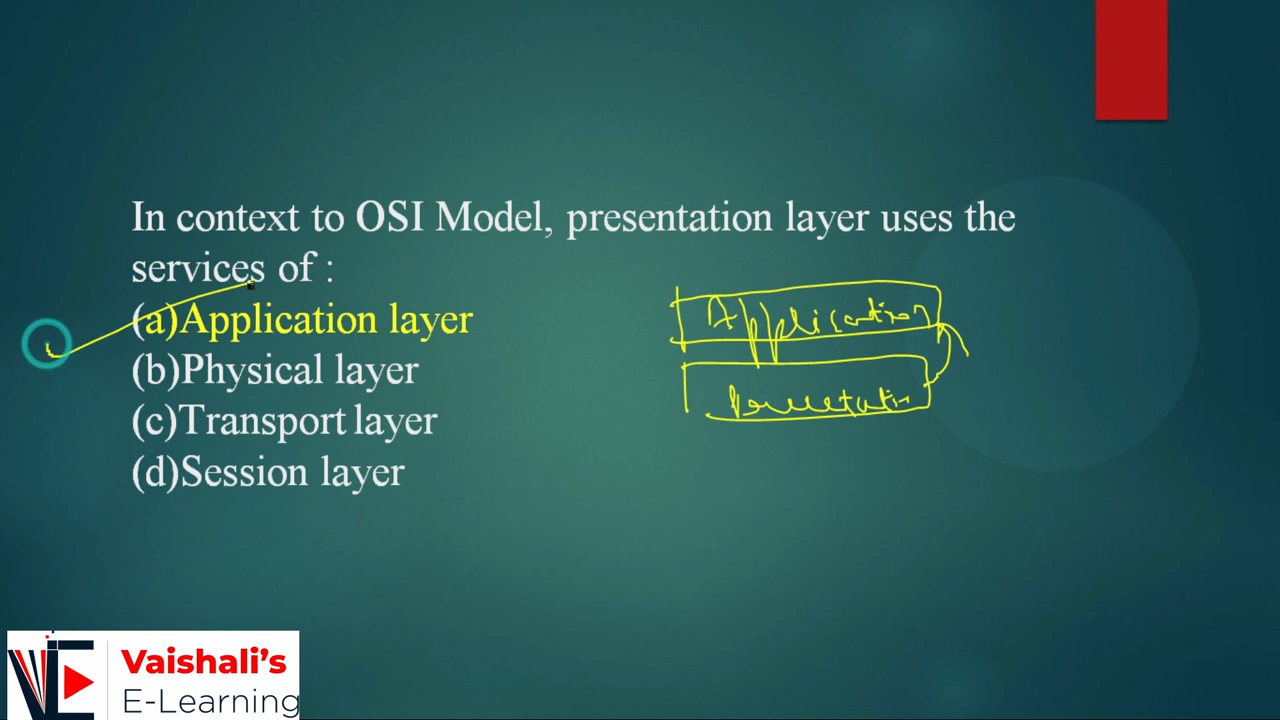 In context to OSI Model, presentation layer uses the
services of :
(a)Application layer
(b)Physical layer
(c)Transport layer
(d)Session layer
Application
Vaishali's
E-Learning